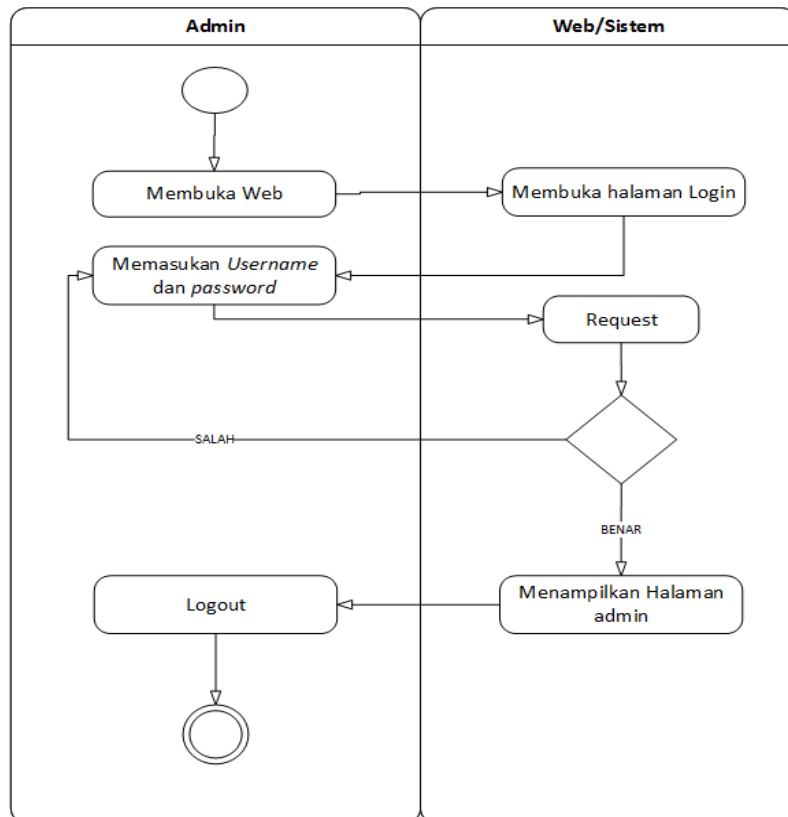 Admin
Web/Sistem
Membuka Web
Membuka halaman Login
Memasukan Username
dan password
Request
SALAH
BENAR
Logout
Menampilkan Halaman
admin